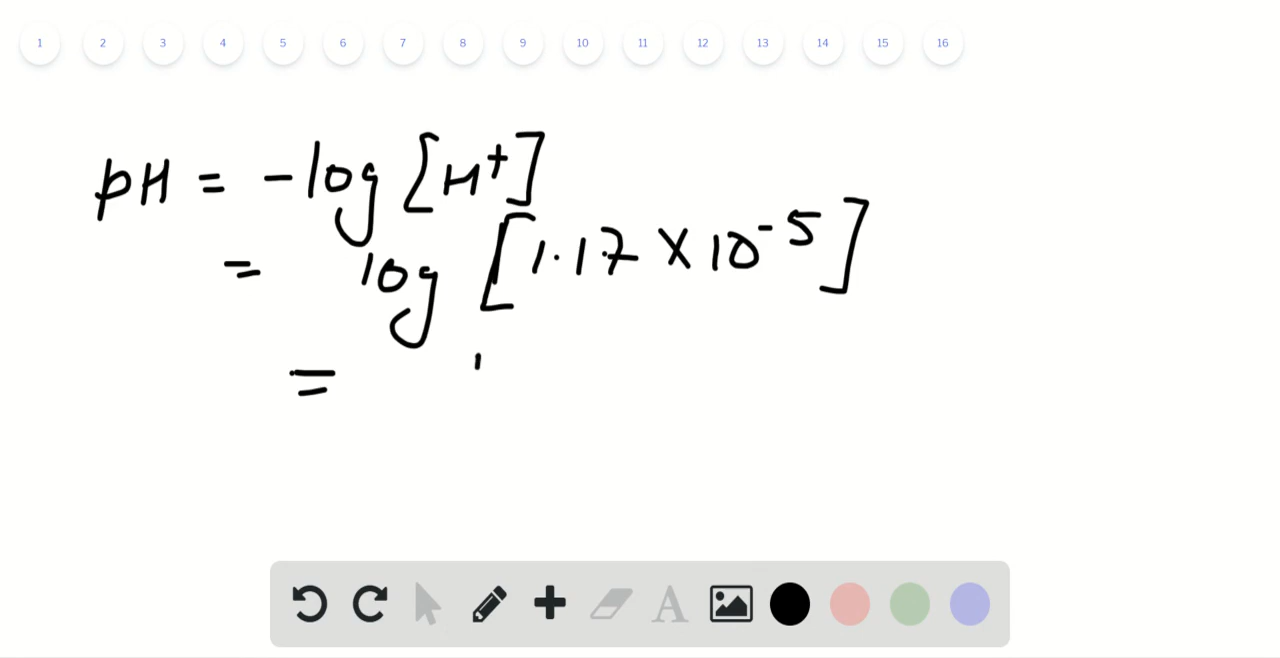 1 2 3 4 5 6 7 8 9 10 11 12 13 14 15 16
pH = -log [H⁺]
= log [1.17 X 10⁻⁵]
=
A